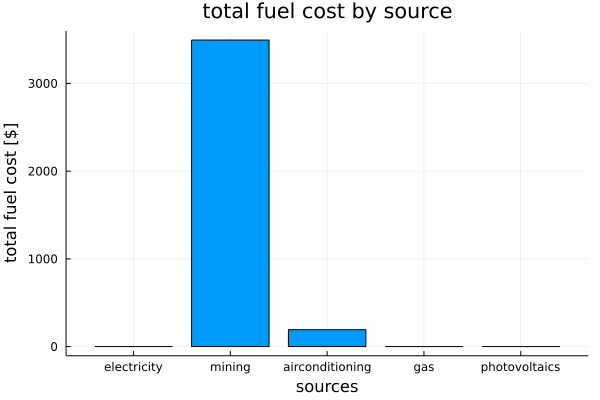 total fuel cost by source
total fuel cost [$]
3000
2000
1000
0
electricity mining airconditioning gas photovoltaics
sources